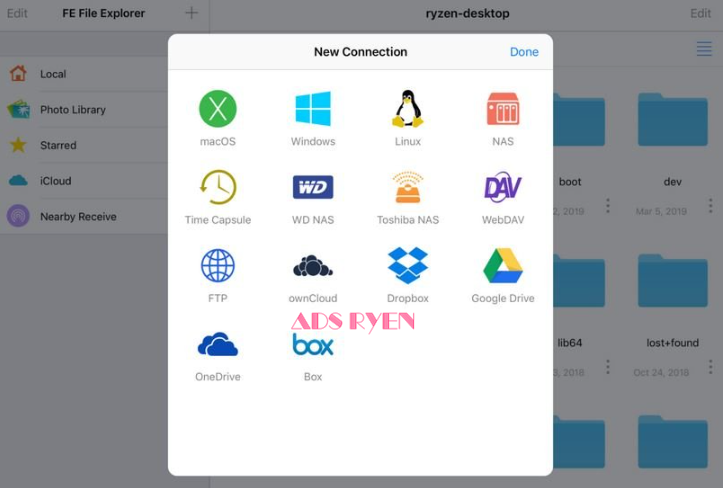 Edit FE File Explorer + ryzen-desktop Edit
New Connection Done
Local
Photo Library
Starred
iCloud
Nearby Receive
macOS Windows Linux NAS
WD DAV
Time Capsule WD NAS Toshiba NAS WebDAV
FTP ownCloud Dropbox Google Drive
ADS RYEN
box
OneDrive Box
boot dev
2, 2019 Mar 5, 2019
lib64 lost+found
3, 2018 Oct 24, 2018